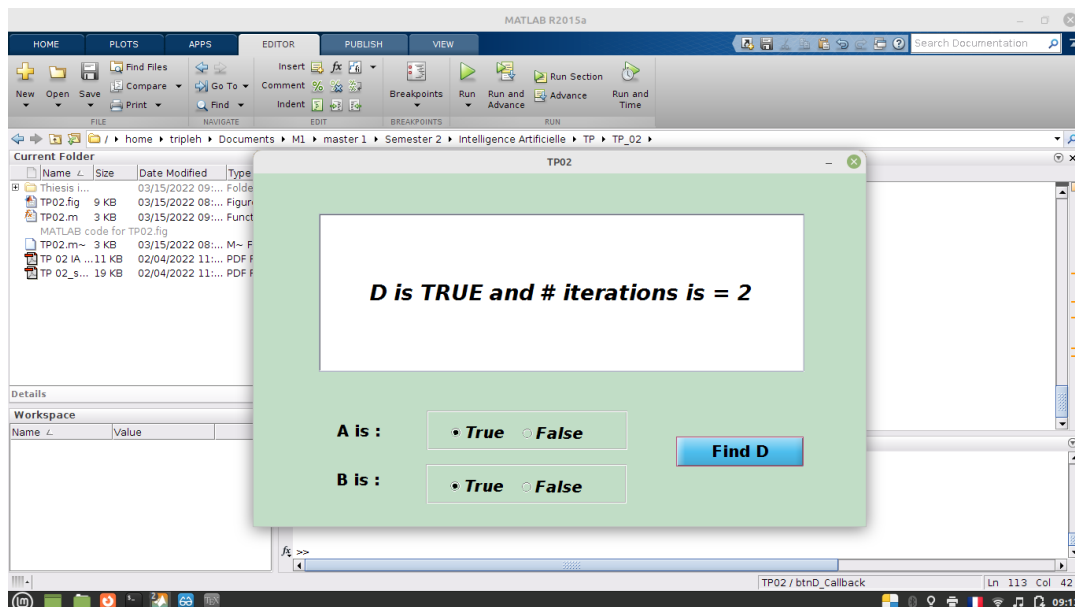 MATLAB R2015a
HOME PLOTS APPS EDITOR PUBLISH VIEW Search Documentation
Find Files Insert fx
New Open Save Compare Go To Comment Breakpoints Run Run and Advance Run Section Advance Run and Time
Print Find Indent
FILE NAVIGATE EDIT BREAKPOINTS RUN
/ home tripleh Documents M1 master 1 Semester 2 Intelligence Artificielle TP TP_02
Current Folder
Name Size Date Modified Type
Thiesis i... 03/15/2022 09:... Folde
TP02.fig 9 KB 03/15/2022 08:... Figur
TP02.m 3 KB 03/15/2022 09:... Funct
MATLAB code for TP02.fig
TP02.m~ 3 KB 03/15/2022 08:... M~ F
TP 02 IA ... 11 KB 02/04/2022 11:... PDF F
TP 02_s... 19 KB 02/04/2022 11:... PDF F
Details
Workspace
Name Value
TP02
D is TRUE and # iterations is = 2
A is : True False
Find D
B is : True False
fx >>
TP02 / btnD_Callback Ln 113 Col 42